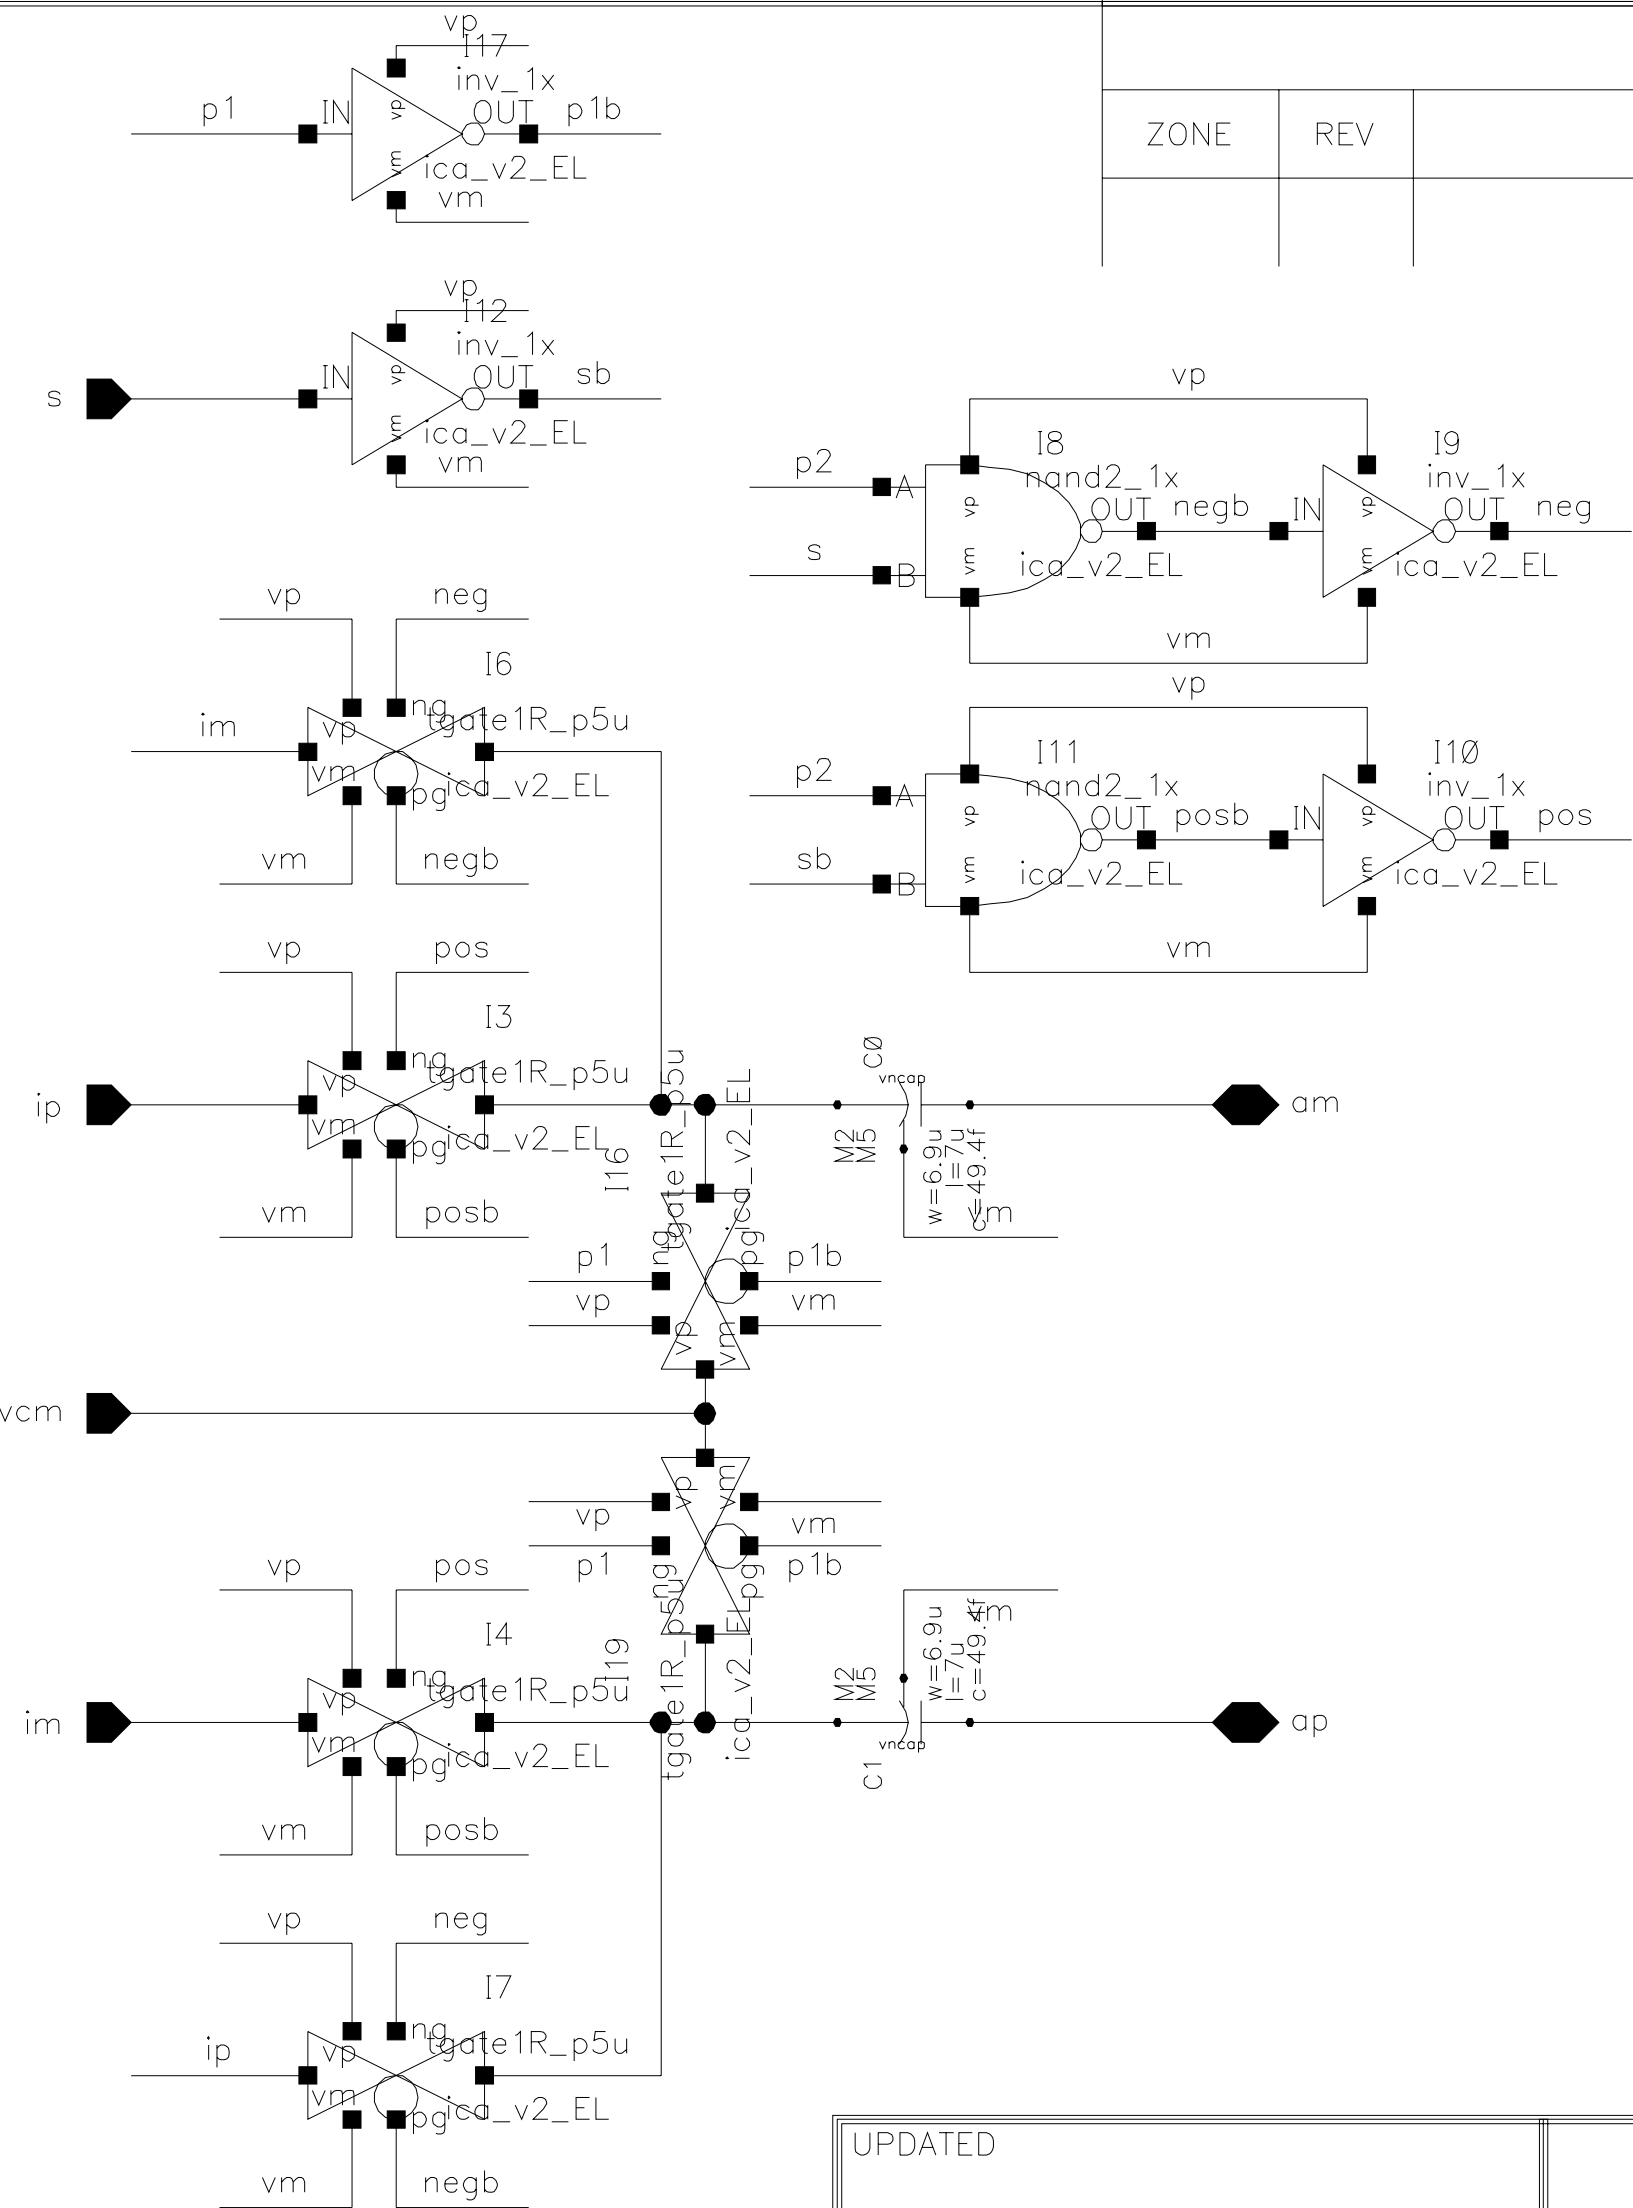 vp
I17
inv_1x
p1
IN
vp
OUT
p1b
vm
ica_v2_EL
vm
ZONE
REV
vp
I12
inv_1x
s
IN
vp
OUT
sb
vm
ica_v2_EL
vm
vp
I8
nand2_1x
p2
A
vp
OUT
negb
s
B
vm
ica_v2_EL
I9
inv_1x
IN
vp
OUT
neg
vm
ica_v2_EL
vm
vp
neg
I6
ng
tgate1R_p5u
im
vp
vm
pg
ica_v2_EL
vm
negb
vp
I11
nand2_1x
p2
A
vp
OUT
posb
sb
B
vm
ica_v2_EL
I10
inv_1x
IN
vp
OUT
pos
vm
ica_v2_EL
vm
vp
pos
I3
ng
tgate1R_p5u
ip
vp
vm
pg
ica_v2_EL
vm
posb
C0
vncap
am
M2
M5
w=6.9u
l=7u
c=49.4f
vm
I16
tgate1R_p5u
ica_v2_EL
ng
pg
p1
p1b
vp
vm
vp
vm
vcm
vp
vm
vp
vm
p1
p1b
ng
pg
I19
tgate1R_p5u
ica_v2_EL
vp
pos
I4
ng
tgate1R_p5u
im
vp
vm
pg
ica_v2_EL
vm
posb
vm
w=6.9u
l=7u
c=49.4f
M2
M5
vncap
C1
ap
vp
neg
I7
ng
tgate1R_p5u
ip
vp
vm
pg
ica_v2_EL
vm
negb
UPDATED